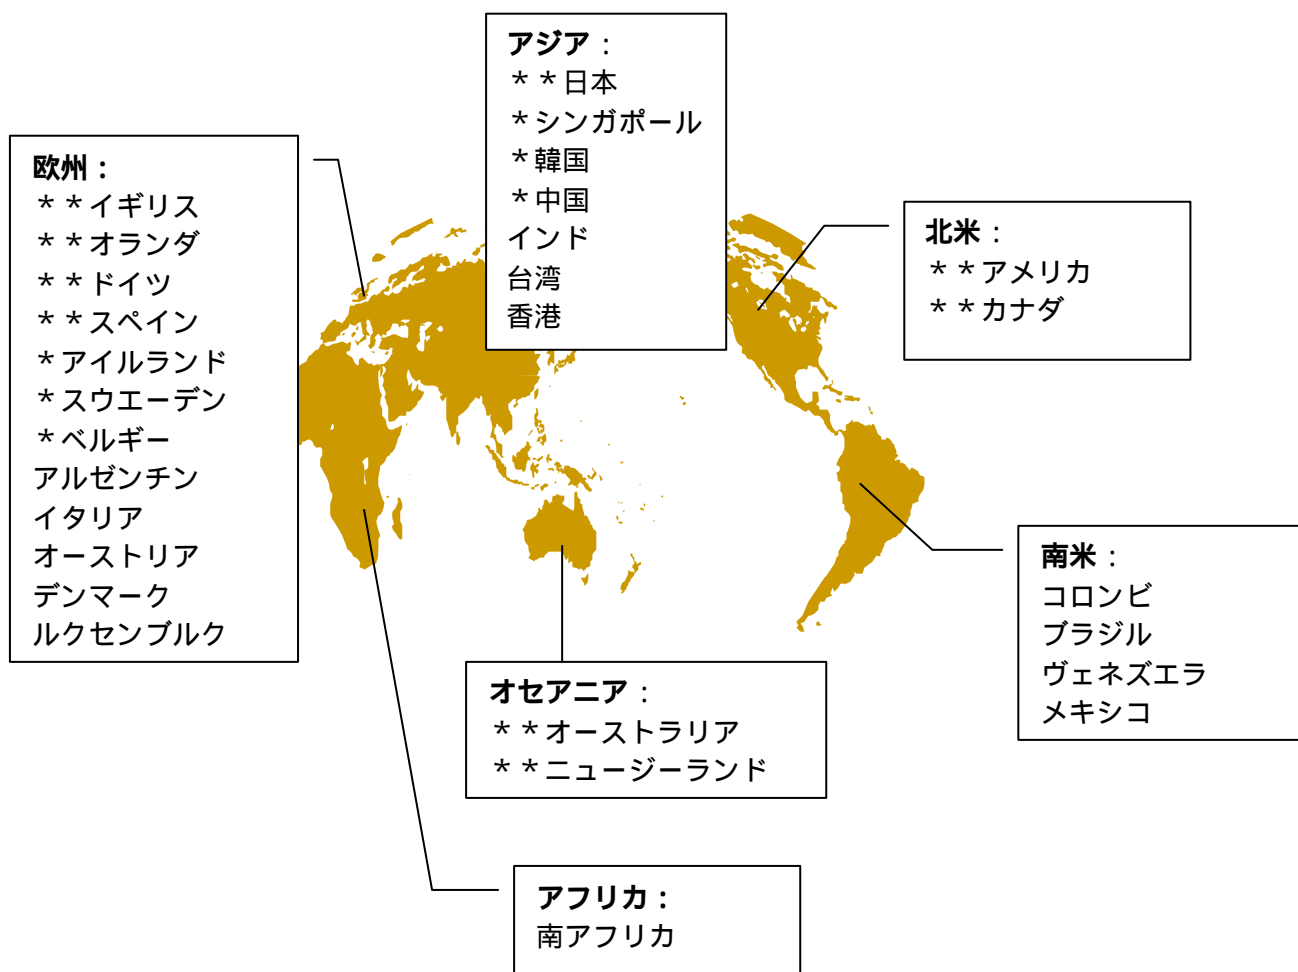 アジア：
＊＊日本
＊シンガポール
＊韓国
＊中国
インド
台湾
香港
欧州：
＊＊イギリス
＊＊オランダ
＊＊ドイツ
＊＊スペイン
＊アイルランド
＊スウエーデン
＊ベルギー
アルゼンチン
イタリア
オーストリア
デンマーク
ルクセンブルク
北米：
＊＊アメリカ
＊＊カナダ
南米：
コロンビ
ブラジル
ヴェネズエラ
メキシコ
オセアニア：
＊＊オーストラリア
＊＊ニュージーランド
アフリカ：
南アフリカ